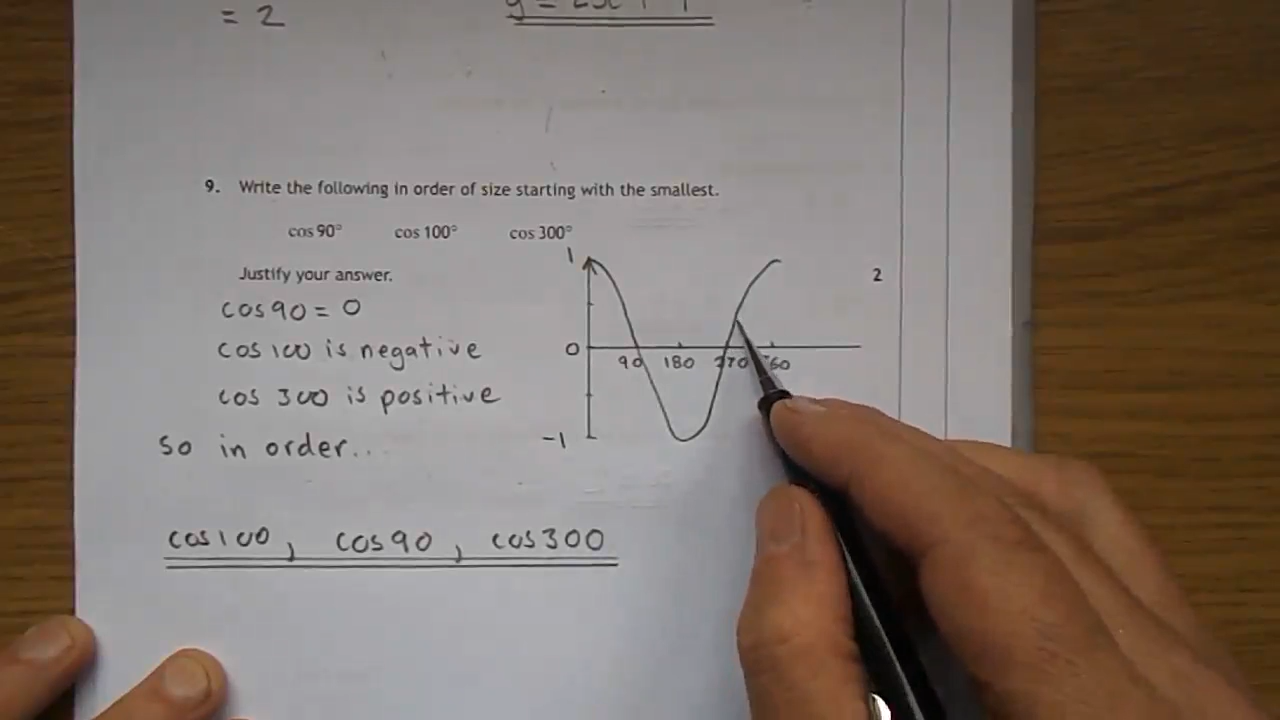 = 2
9. Write the following in order of size starting with the smallest.
cos 90° cos 100° cos 300°
Justify your answer.
2
cos 90 = 0
cos 100 is negative
cos 300 is positive
so in order...
cos 100, cos 90, cos 300
1
0
90 180 270 360
-1